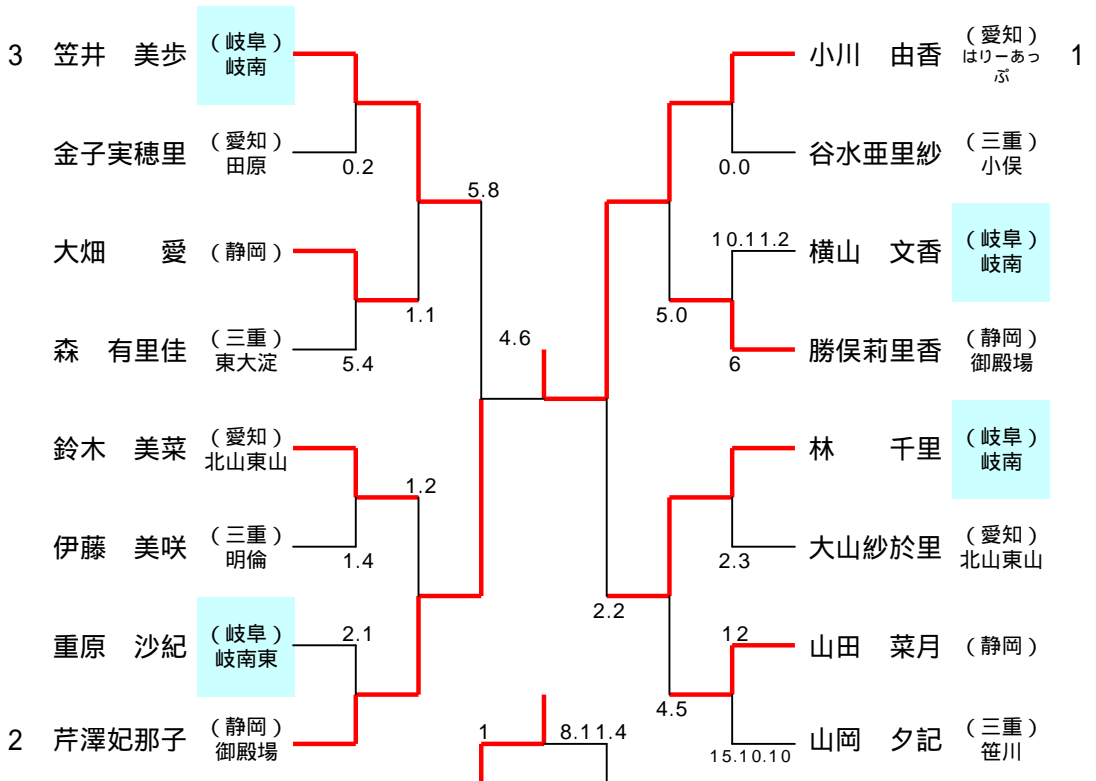 3 笠井 美歩 (岐阜)
岐南
金子実穂里 (愛知)
田原
0.2
5.8
大畑 愛 (静岡)
1.1
森 有里佳 (三重)
東大淀
5.4
4.6
鈴木 美菜 (愛知)
北山東山
1.2
伊藤 美咲 (三重)
明倫
1.4
重原 沙紀 (岐阜)
岐南東
2.1
2 芹澤妃那子 (静岡)
御殿場
1 8.11.4
小川 由香 (愛知)
はりーあっ
ぷ
1
谷水亜里紗 (三重)
小俣
0.0
10.11.2
横山 文香 (岐阜)
岐南
5.0
勝俣莉里香 (静岡)
御殿場
6
林 千里 (岐阜)
岐南
大山紗於里 (愛知)
北山東山
2.3
2.2
12
山田 菜月 (静岡)
4.5
山岡 夕記 (三重)
笹川
15.10.10